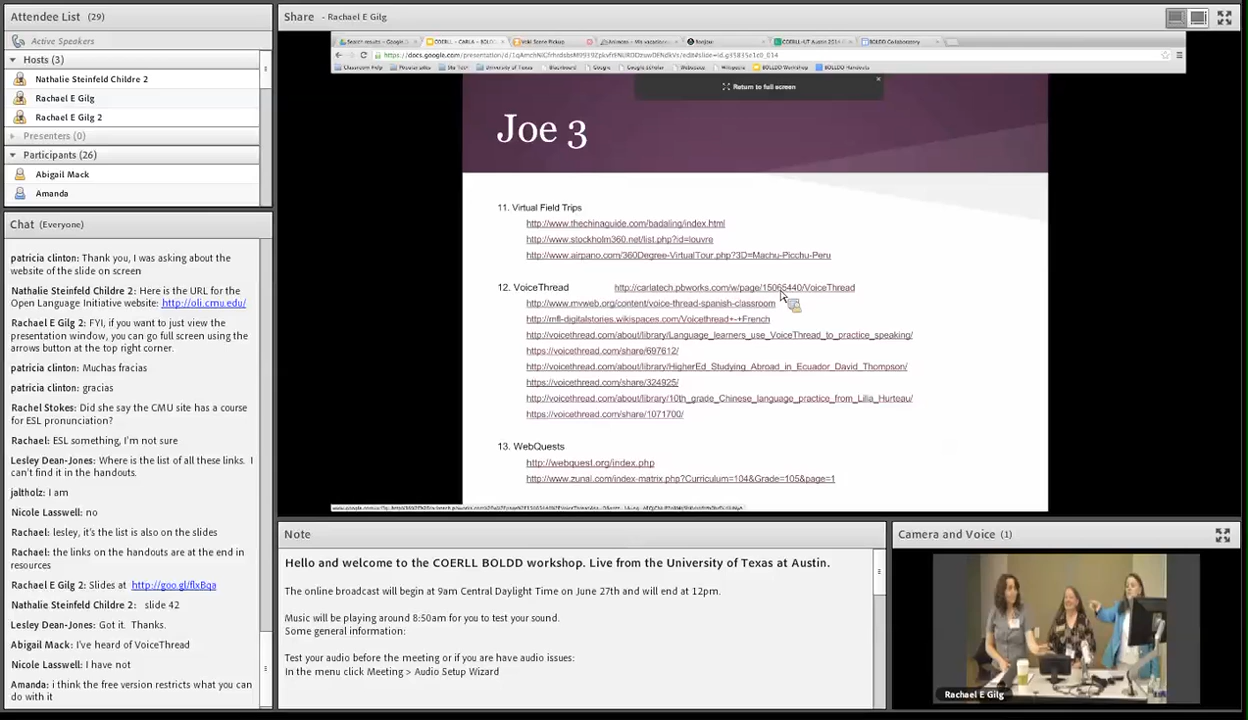 Attendee List (29)
Active Speakers
Hosts (3)
Nathalie Steinfeld Childre 2
Rachael E Gilg
Rachael E Gilg 2
Presenters (0)
Participants (26)
Abigail Mack
Amanda
Chat (Everyone)
patricia clinton: Thank you, I was asking about the
website of the slide on screen
Nathalie Steinfeld Childre 2: Here is the URL for the
Open Language Initiative website: http://oli.cmu.edu/
Rachael E Gilg 2: FYI, if you want to just view the
presentation window, you can go full screen using the
arrows button at the top right corner.
patricia clinton: Muchas fracias
patricia clinton: gracias
Rachel Stokes: Did she say the CMU site has a course
for ESL pronunciation?
Rachael: ESL something, I'm not sure
Lesley Dean-Jones: Where is the list of all these links. I
can't find it in the handouts.
jaltholz: I am
Nicole Lasswell: no
Rachael: lesley, it's the list is also on the slides
Rachael: the links on the handouts are at the end in
resources
Rachael E Gilg 2: Slides at http://goo.gl/flxBqa
Nathalie Steinfeld Childre 2: slide 42
Lesley Dean-Jones: Got it. Thanks.
Abigail Mack: I've heard of VoiceThread
Nicole Lasswell: I have not
Amanda: i think the free version restricts what you can
do with it
Share - Rachael E Gilg
Return to full screen
Joe 3
11. Virtual Field Trips
http://www.thechinaguide.com/badaling/index.html
http://www.stockholm360.net/list.php?id=louvre
http://www.airpano.com/360Degree-VirtualTour.php?3D=Machu-Picchu-Peru
12. VoiceThread http://carlatech.pbworks.com/w/page/15065440/VoiceThread
http://www.mvweb.org/content/voice-thread-spanish-classroom
http://mfl-digitalstories.wikispaces.com/Voicethread+-+French
http://voicethread.com/about/library/Language_learners_use_VoiceThread_to_practice_speaking/
https://voicethread.com/share/697612/
http://voicethread.com/about/library/HigherEd_Studying_Abroad_in_Ecuador_David_Thompson/
https://voicethread.com/share/324925/
http://voicethread.com/about/library/10th_grade_Chinese_language_practice_from_Lilia_Hurteau/
https://voicethread.com/share/1071700/
13. WebQuests
http://webquest.org/index.php
http://www.zunal.com/index-matrix.php?Curriculum=104&Grade=105&page=1
Note
Hello and welcome to the COERLL BOLDD workshop. Live from the University of Texas at Austin.
The online broadcast will begin at 9am Central Daylight Time on June 27th and will end at 12pm.
Music will be playing around 8:50am for you to test your sound.
Some general information:
Test your audio before the meeting or if you are have audio issues:
In the menu click Meeting > Audio Setup Wizard
Camera and Voice (1)
Rachael E Gilg